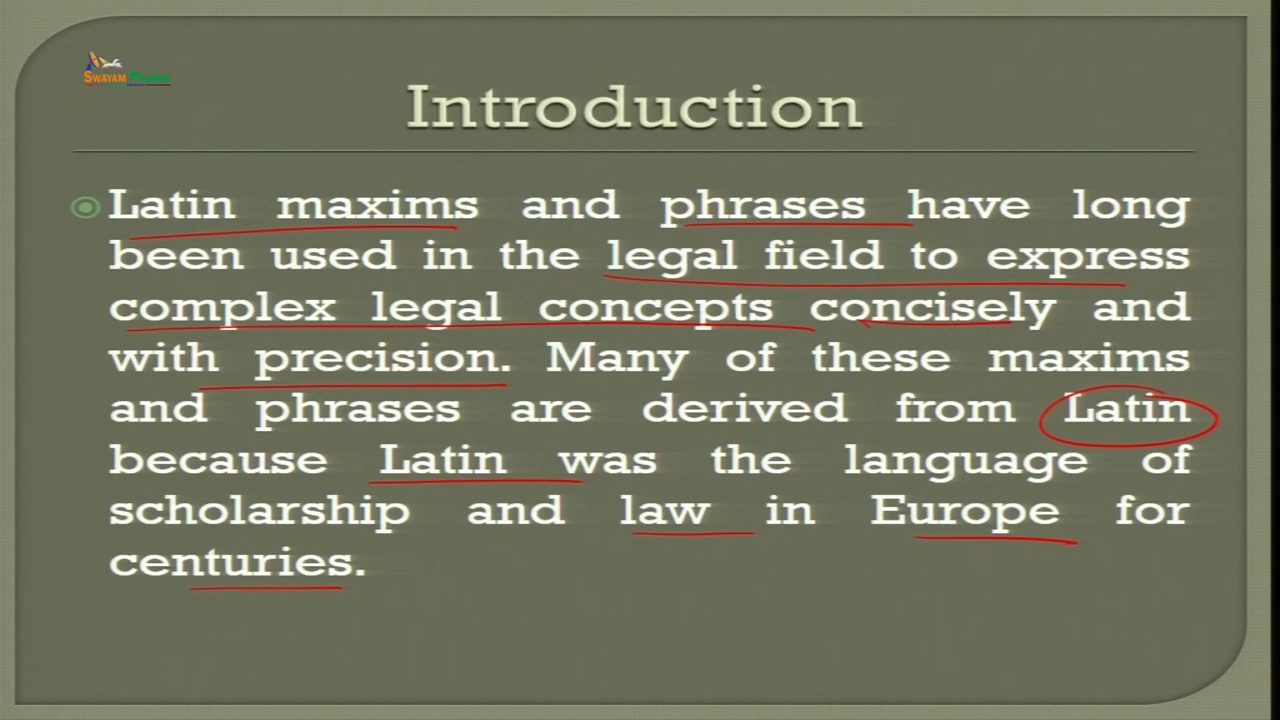 SWAYAM Prabha
Introduction
Latin maxims and phrases have long
been used in the legal field to express
complex legal concepts concisely and
with precision. Many of these maxims
and phrases are derived from Latin
because Latin was the language of
scholarship and law in Europe for
centuries.